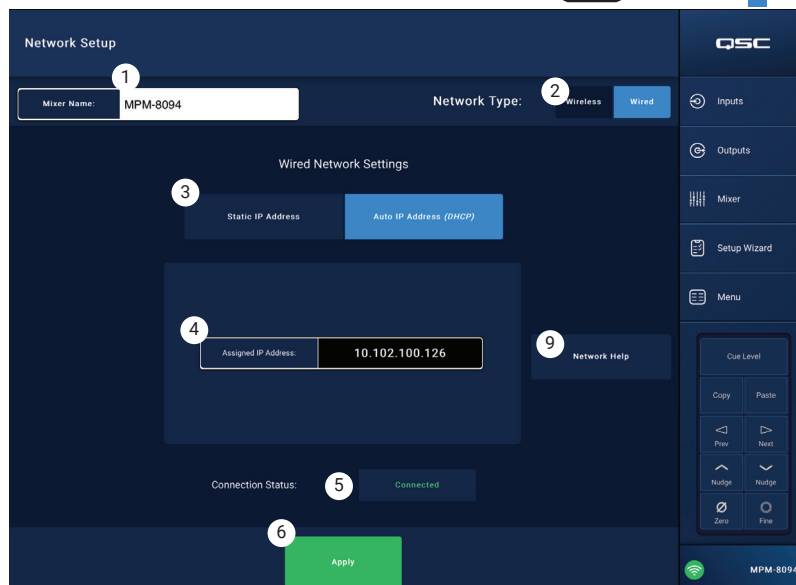 Network Setup
QSC
1
Mixer Name: MPM-8094
Network Type:
2
Wireless Wired
Inputs
Outputs
Mixer
Setup Wizard
Menu
Wired Network Settings
3
Static IP Address Auto IP Address (DHCP)
4
Assigned IP Address: 10.102.100.126
9
Network Help
Connection Status:
5
Connected
6
Apply
Cue Level
Copy Paste
Prev Next
Nudge Nudge
Zero Fine
MPM-8094